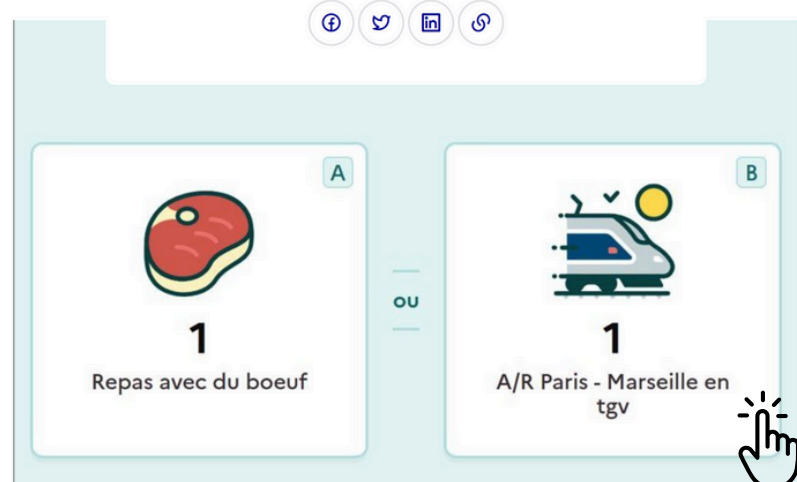 A
1
Repas avec du boeuf
ou
B
1
A/R Paris - Marseille en
tgv